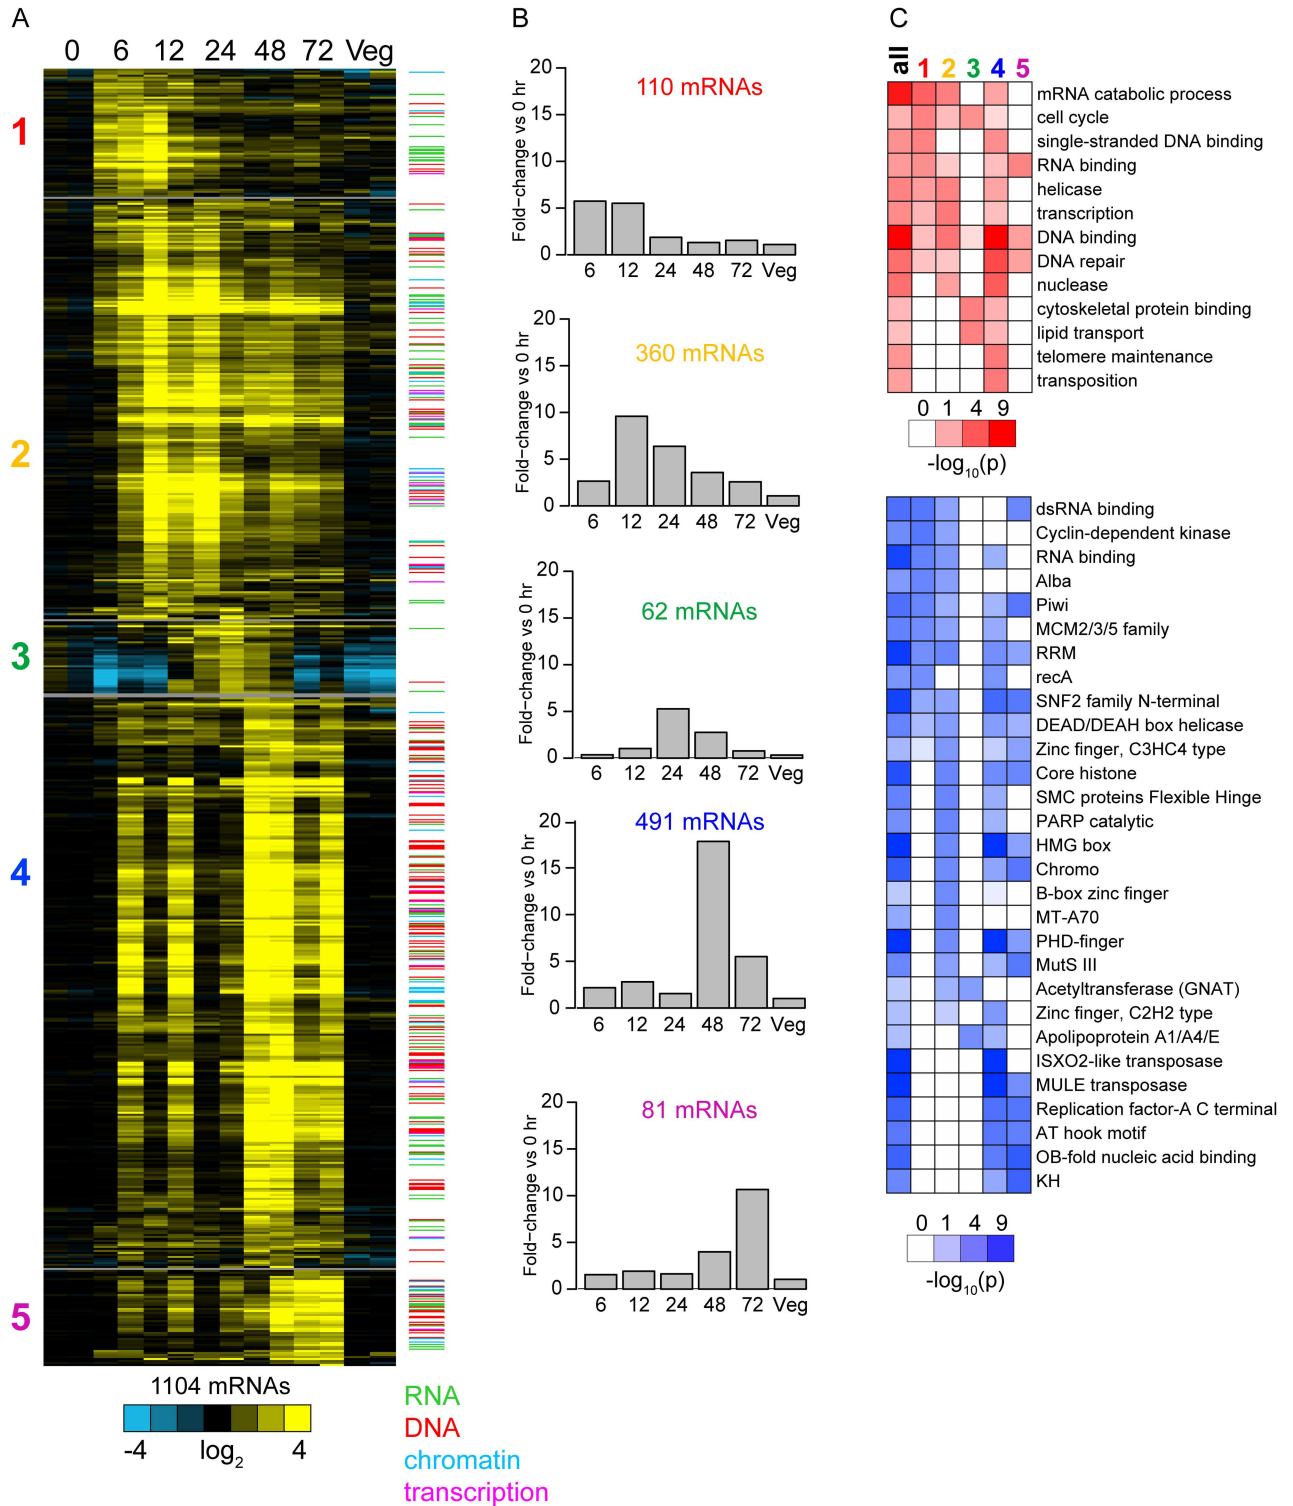 A
0 6 12 24 48 72 Veg
1
2
3
4
5
1104 mRNAs
-4 log2 4
RNA
DNA
chromatin
transcription
B
110 mRNAs
Fold-change vs 0 hr
20
15
10
5
0
6 12 24 48 72 Veg
360 mRNAs
Fold-change vs 0 hr
20
15
10
5
0
6 12 24 48 72 Veg
62 mRNAs
Fold-change vs 0 hr
20
15
10
5
0
6 12 24 48 72 Veg
491 mRNAs
Fold-change vs 0 hr
20
15
10
5
0
6 12 24 48 72 Veg
81 mRNAs
Fold-change vs 0 hr
20
15
10
5
0
6 12 24 48 72 Veg
C
all 1 2 3 4 5
mRNA catabolic process
cell cycle
single-stranded DNA binding
RNA binding
helicase
transcription
DNA binding
DNA repair
nuclease
cytoskeletal protein binding
lipid transport
telomere maintenance
transposition
0 1 4 9
-log10(p)
dsRNA binding
Cyclin-dependent kinase
RNA binding
Alba
Piwi
MCM2/3/5 family
RRM
recA
SNF2 family N-terminal
DEAD/DEAH box helicase
Zinc finger, C3HC4 type
Core histone
SMC proteins Flexible Hinge
PARP catalytic
HMG box
Chromo
B-box zinc finger
MT-A70
PHD-finger
MutS III
Acetyltransferase (GNAT)
Zinc finger, C2H2 type
Apolipoprotein A1/A4/E
ISXO2-like transposase
MULE transposase
Replication factor-A C terminal
AT hook motif
OB-fold nucleic acid binding
KH
0 1 4 9
-log10(p)